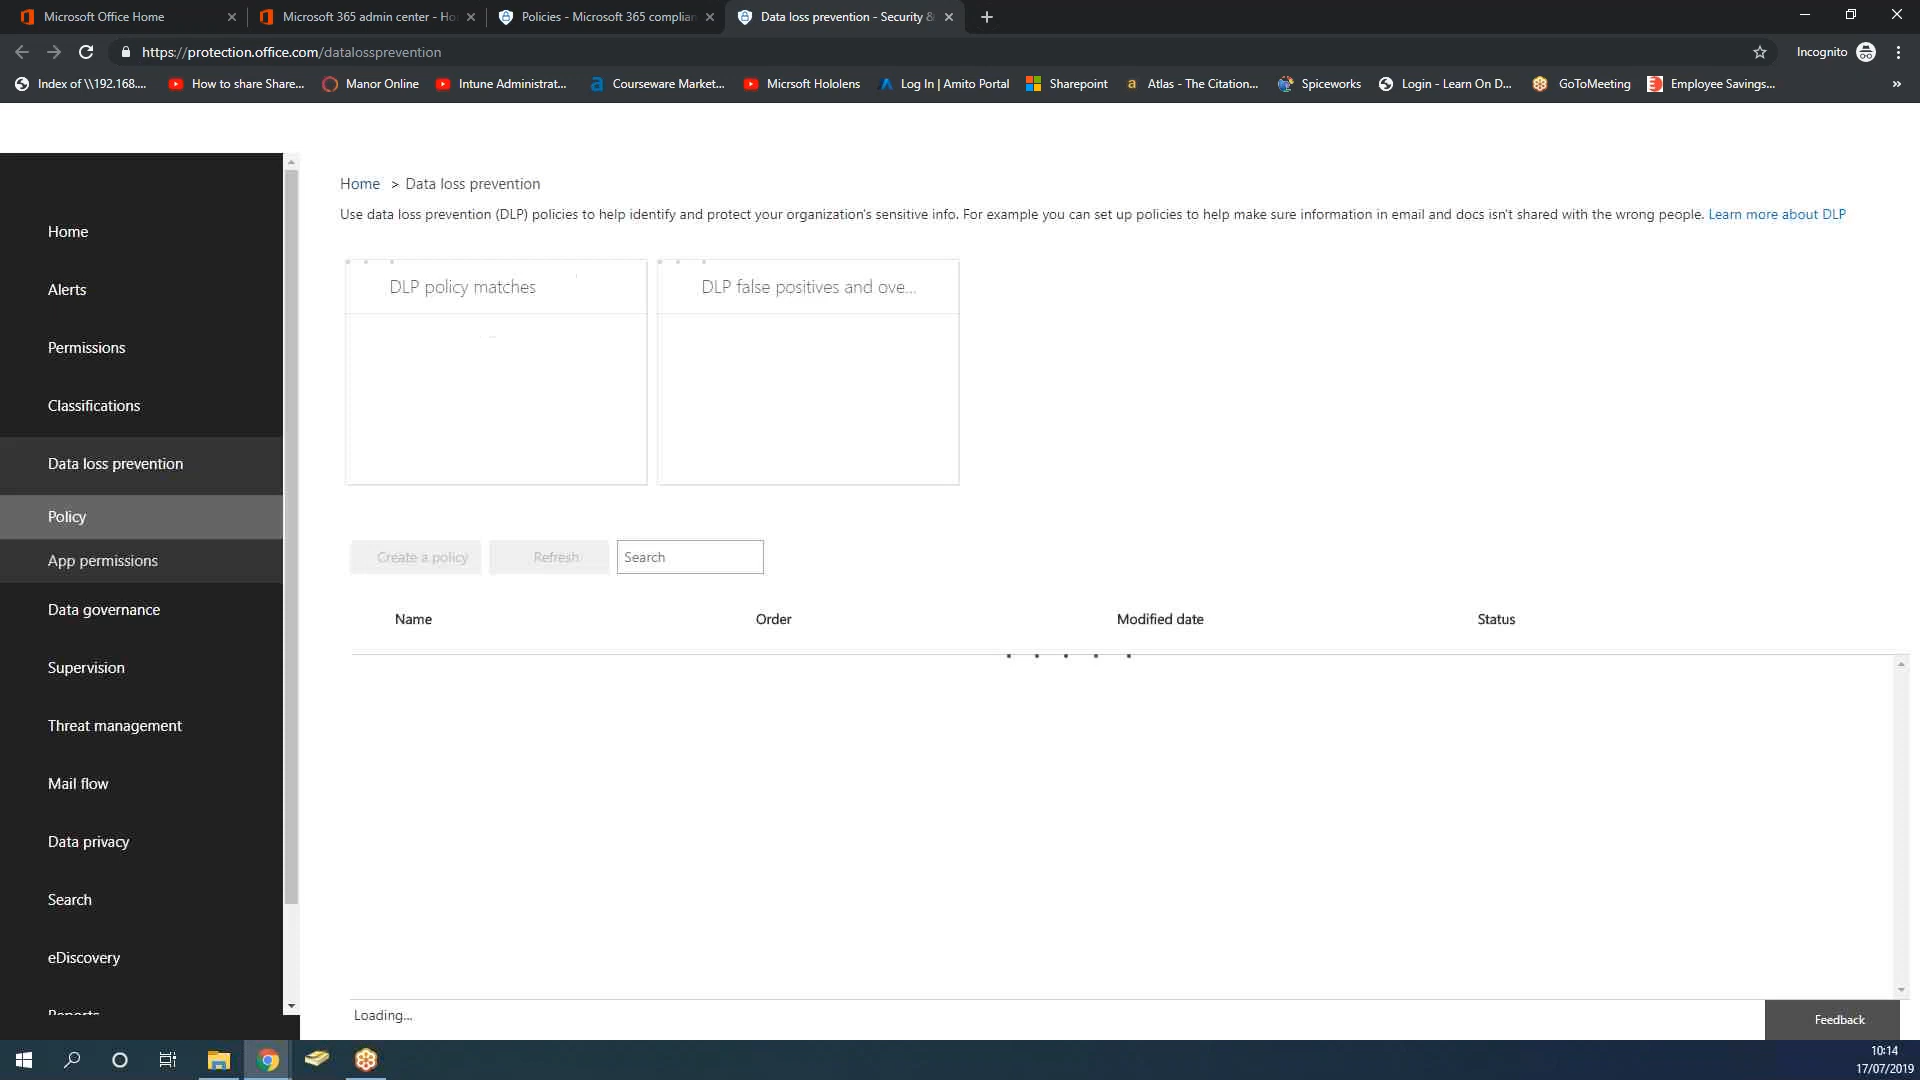 Microsoft Office Home
Microsoft 365 admin center - Ho
Policies - Microsoft 365 complian
Data loss prevention - Security &
https://protection.office.com/datalossprevention
Incognito
Index of \\192.168....
How to share Share...
Manor Online
Intune Administrat...
Courseware Market...
Micrsoft Hololens
Log In | Amito Portal
Sharepoint
Atlas - The Citation...
Spiceworks
Login - Learn On D...
GoToMeeting
Employee Savings...
»
Home > Data loss prevention
Use data loss prevention (DLP) policies to help identify and protect your organization's sensitive info. For example you can set up policies to help make sure information in email and docs isn't shared with the wrong people. Learn more about DLP
Home
Alerts
Permissions
Classifications
Data loss prevention
Policy
App permissions
Data governance
Supervision
Threat management
Mail flow
Data privacy
Search
eDiscovery
Reports
DLP policy matches
DLP false positives and ove...
Create a policy
Refresh
Search
Name
Order
Modified date
Status
Loading...
Feedback
10:14
17/07/2019